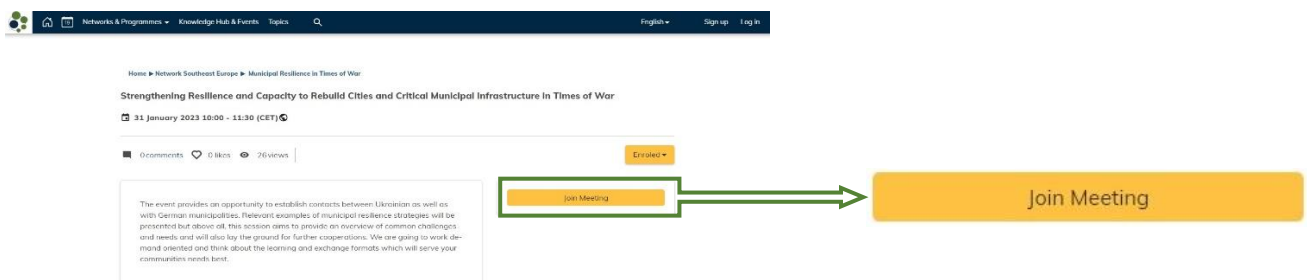 Networks & Programmes Knowledge Hub & Events Topics English Sign up Log in
Home ▶ Network Southeast Europe ▶ Municipal Resilience in Times of War
Strengthening Resilience and Capacity to Rebuild Cities and Critical Municipal Infrastructure in Times of War
31 January 2023 10:00 - 11:30 (CET)
0 comments 0 likes 26 views
Enroled
Join Meeting
Join Meeting
The event provides an opportunity to establish contacts between Ukrainian as well as
with German municipalities. Relevant examples of municipal resilience strategies will be
presented but above all, this session aims to provide an overview of common challenges
and needs and will also lay the ground for further cooperations. We are going to work de-
mand oriented and think about the learning and exchange formats which will serve your
communities needs best.